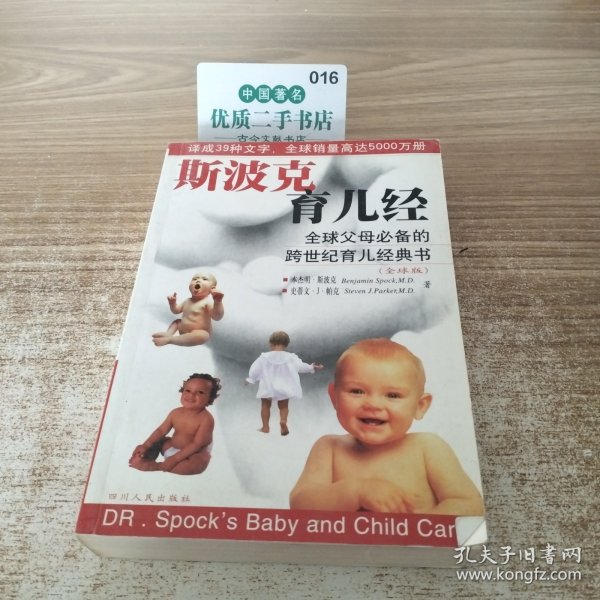 016
中国著名
优质二手书店
古今文献书店
译成39种文字，全球销量高达5000万册
斯波克
育儿经
全球父母必备的
跨世纪育儿经典书
(全球版)
本杰明·斯波克 Benjamin Spock,M.D.
史蒂文·J·帕克 Steven J.Parker,M.D. 著
四川人民出版社
DR. Spock's Baby and Child Car
孔夫子旧书网
www.kongfz.com